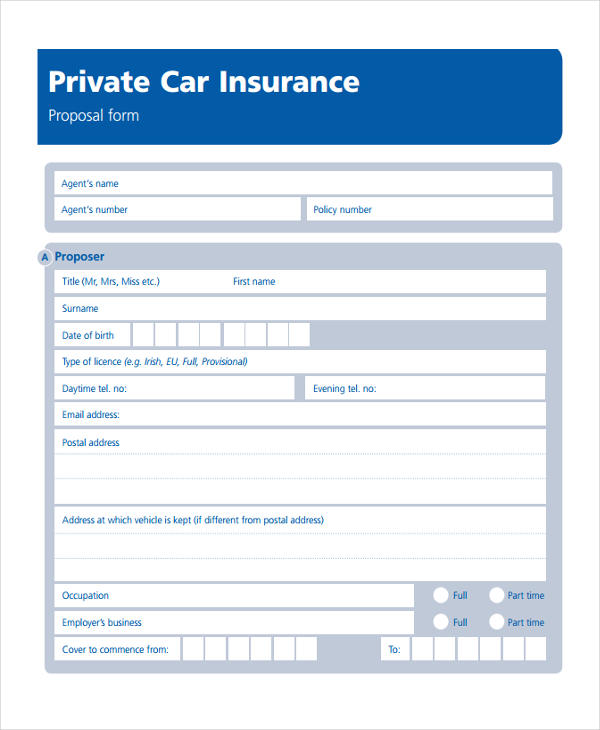 Private Car Insurance
Proposal form
Agent's name
Agent's number Policy number
A Proposer
Title (Mr, Mrs, Miss etc.) First name
Surname
Date of birth
Type of licence (e.g. Irish, EU, Full, Provisional)
Daytime tel. no: Evening tel. no:
Email address:
Postal address
Address at which vehicle is kept (if different from postal address)
Occupation Full Part time
Employer's business Full Part time
Cover to commence from: To: